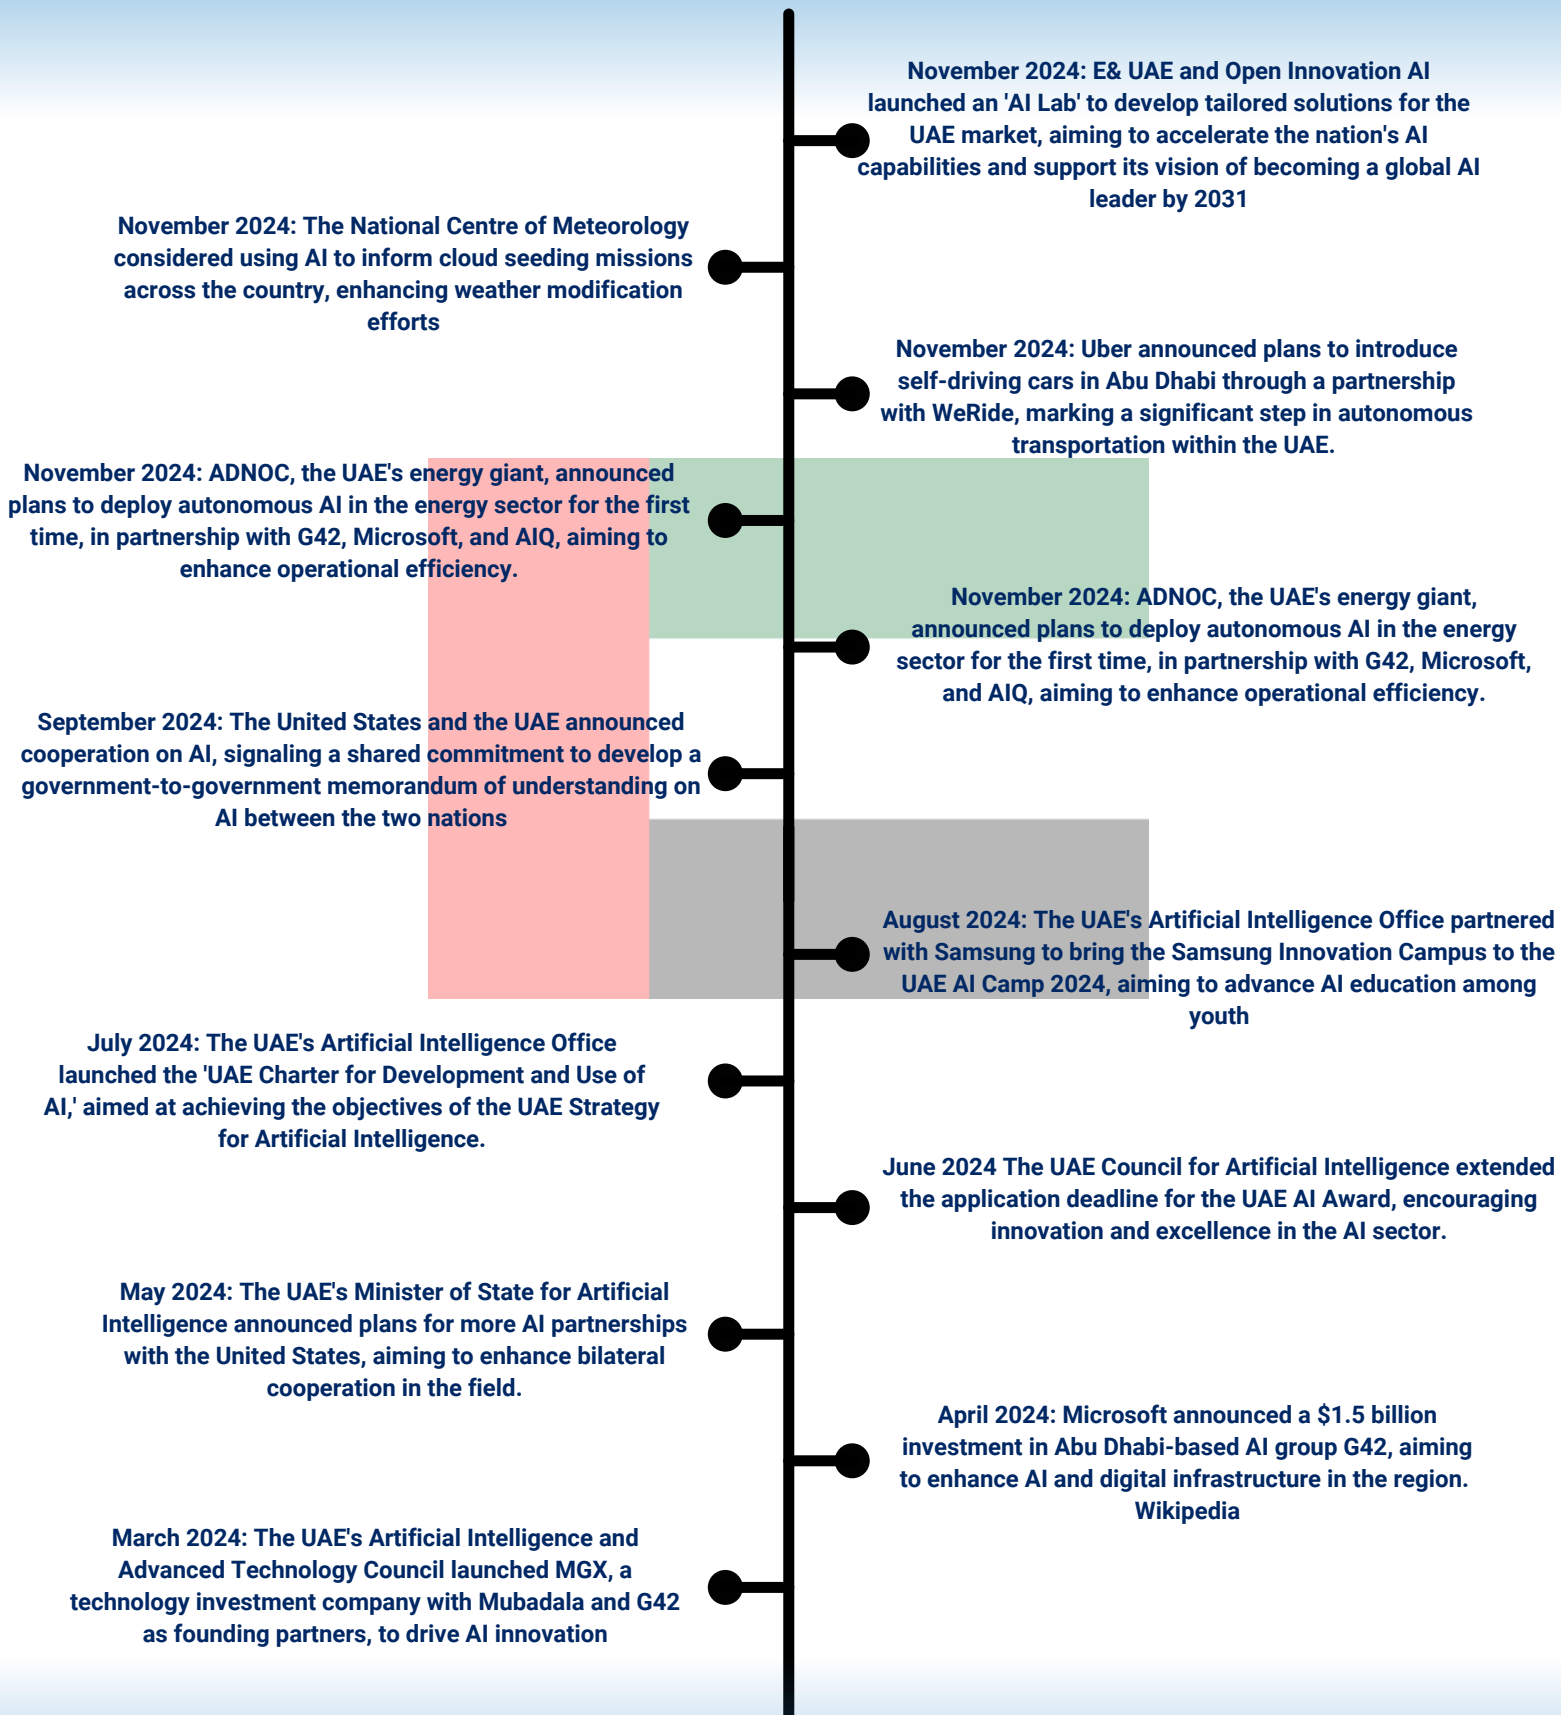 November 2024: E& UAE and Open Innovation AI
launched an 'AI Lab' to develop tailored solutions for the
UAE market, aiming to accelerate the nation's AI
capabilities and support its vision of becoming a global AI
leader by 2031
November 2024: The National Centre of Meteorology
considered using AI to inform cloud seeding missions
across the country, enhancing weather modification
efforts
November 2024: Uber announced plans to introduce
self-driving cars in Abu Dhabi through a partnership
with WeRide, marking a significant step in autonomous
transportation within the UAE.
November 2024: ADNOC, the UAE's energy giant, announced
plans to deploy autonomous AI in the energy sector for the first
time, in partnership with G42, Microsoft, and AIQ, aiming to
enhance operational efficiency.
November 2024: ADNOC, the UAE's energy giant,
announced plans to deploy autonomous AI in the energy
sector for the first time, in partnership with G42, Microsoft,
and AIQ, aiming to enhance operational efficiency.
September 2024: The United States and the UAE announced
cooperation on AI, signaling a shared commitment to develop a
government-to-government memorandum of understanding on
AI between the two nations
August 2024: The UAE's Artificial Intelligence Office partnered
with Samsung to bring the Samsung Innovation Campus to the
UAE AI Camp 2024, aiming to advance AI education among
youth
July 2024: The UAE's Artificial Intelligence Office
launched the 'UAE Charter for Development and Use of
AI,' aimed at achieving the objectives of the UAE Strategy
for Artificial Intelligence.
June 2024 The UAE Council for Artificial Intelligence extended
the application deadline for the UAE AI Award, encouraging
innovation and excellence in the AI sector.
May 2024: The UAE's Minister of State for Artificial
Intelligence announced plans for more AI partnerships
with the United States, aiming to enhance bilateral
cooperation in the field.
April 2024: Microsoft announced a $1.5 billion
investment in Abu Dhabi-based AI group G42, aiming
to enhance AI and digital infrastructure in the region.
Wikipedia
March 2024: The UAE's Artificial Intelligence and
Advanced Technology Council launched MGX, a
technology investment company with Mubadala and G42
as founding partners, to drive AI innovation